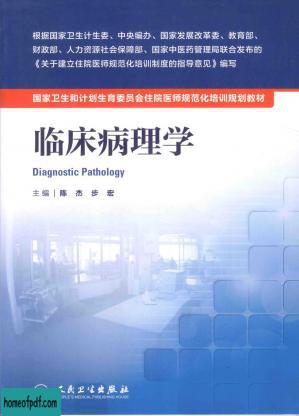 根据国家卫生计生委、中央编办、国家发展改革委、教育部、
财政部、人力资源社会保障部、国家中医药管理局联合发布的
《关于建立住院医师规范化培训制度的指导意见》编写
国家卫生和计划生育委员会住院医师规范化培训规划教材
临床病理学
Diagnostic Pathology
主编 陈杰 步宏
人民卫生出版社
PEOPLE'S MEDICAL PUBLISHING HOUSE
homeofpdf.com